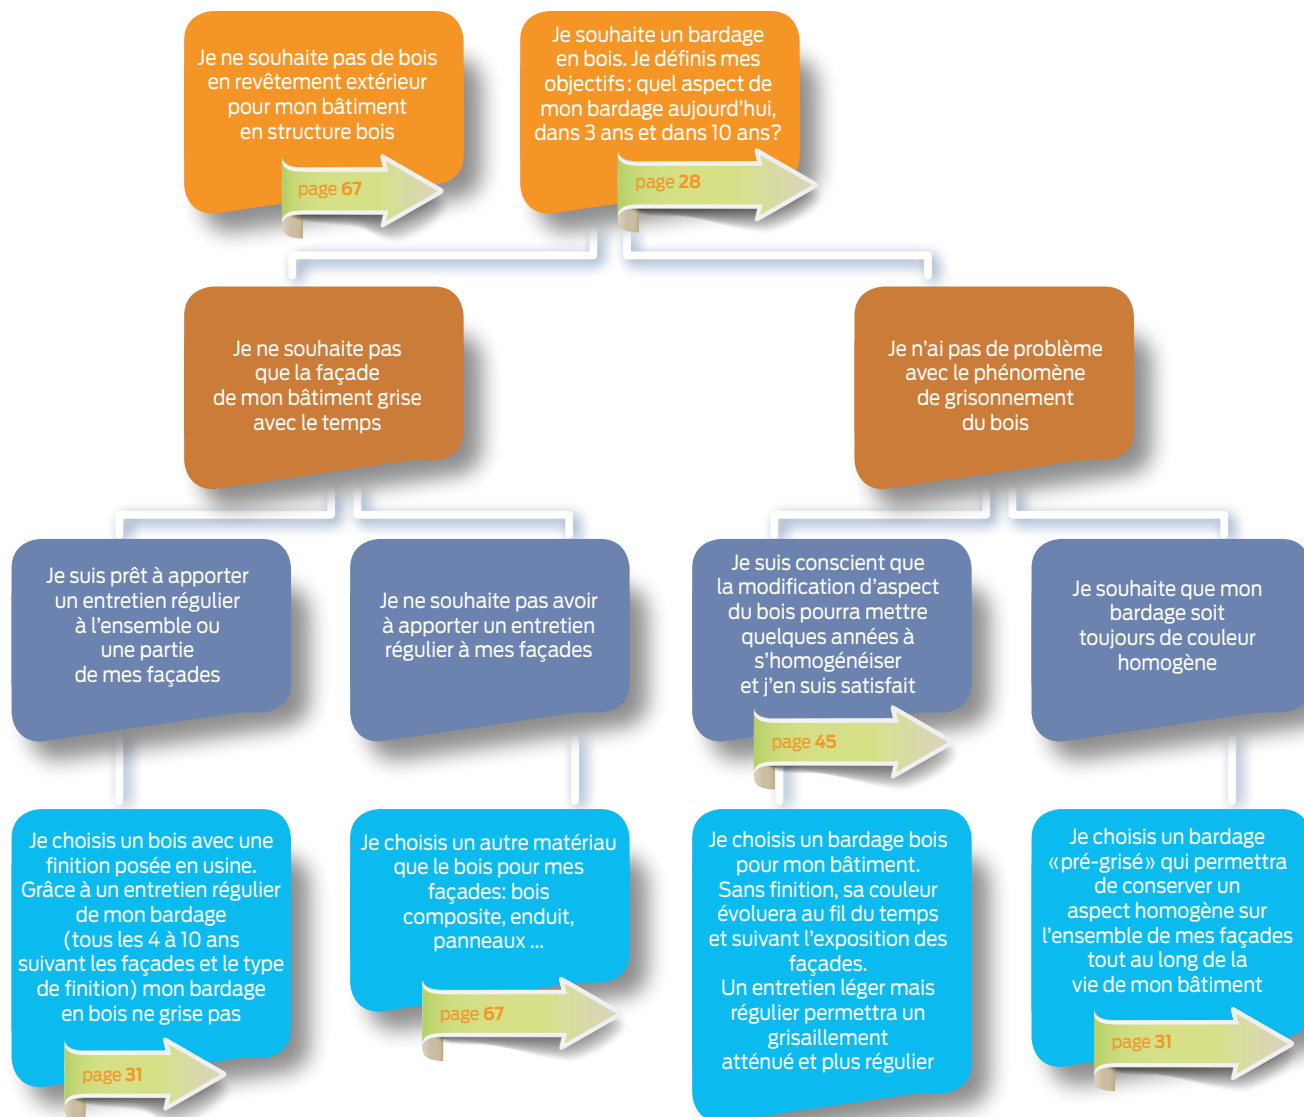 Je ne souhaite pas de bois
en revêtement extérieur
pour mon bâtiment
en structure bois
page 67
Je souhaite un bardage
en bois. Je définis mes
objectifs : quel aspect de
mon bardage aujourd’hui,
dans 3 ans et dans 10 ans?
page 28
Je ne souhaite pas
que la façade
de mon bâtiment grise
avec le temps
Je n’ai pas de problème
avec le phénomène
de grisonnement
du bois
Je suis prêt à apporter
un entretien régulier
à l’ensemble ou
une partie
de mes façades
Je ne souhaite pas avoir
à apporter un entretien
régulier à mes façades
Je suis conscient que
la modification d’aspect
du bois pourra mettre
quelques années à
s’homogénéiser
et j’en suis satisfait
page 45
Je souhaite que mon
bardage soit
toujours de couleur
homogène
Je choisis un bois avec une
finition posée en usine.
Grâce à un entretien régulier
de mon bardage
(tous les 4 à 10 ans
suivant les façades et le type
de finition) mon bardage
en bois ne grise pas
page 31
Je choisis un autre matériau
que le bois pour mes
façades: bois
composite, enduit,
panneaux ...
page 67
Je choisis un bardage bois
pour mon bâtiment.
Sans finition, sa couleur
évoluera au fil du temps
et suivant l’exposition des
façades.
Un entretien léger mais
régulier permettra un
grisaillement
atténué et plus régulier
Je choisis un bardage
«pré-grisé» qui permettra
de conserver un
aspect homogène sur
l’ensemble de mes façades
tout au long de la
vie de mon bâtiment
page 31